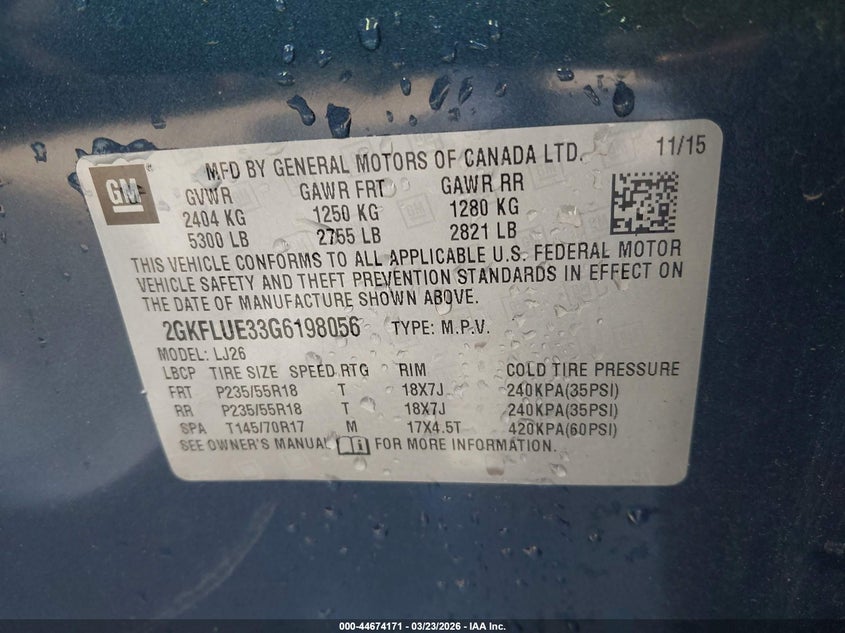 GM
MFD BY GENERAL MOTORS OF CANADA LTD. 11/15
GVWR GAWR FRT GAWR RR
2404 KG 1250 KG 1280 KG
5300 LB 2755 LB 2821 LB
THIS VEHICLE CONFORMS TO ALL APPLICABLE U.S. FEDERAL MOTOR
VEHICLE SAFETY AND THEFT PREVENTION STANDARDS IN EFFECT ON
THE DATE OF MANUFACTURE SHOWN ABOVE.
2GKFLUE33G6198056 TYPE: M.P.V.
MODEL: LJ26
LBCP TIRE SIZE SPEED RTG RIM COLD TIRE PRESSURE
FRT P235/55R18 T 18X7J 240KPA(35PSI)
RR P235/55R18 T 18X7J 240KPA(35PSI)
SPA T145/70R17 M 17X4.5T 420KPA(60PSI)
SEE OWNER'S MANUAL FOR MORE INFORMATION.
000-44674171 - 03/23/2026 - IAA Inc.